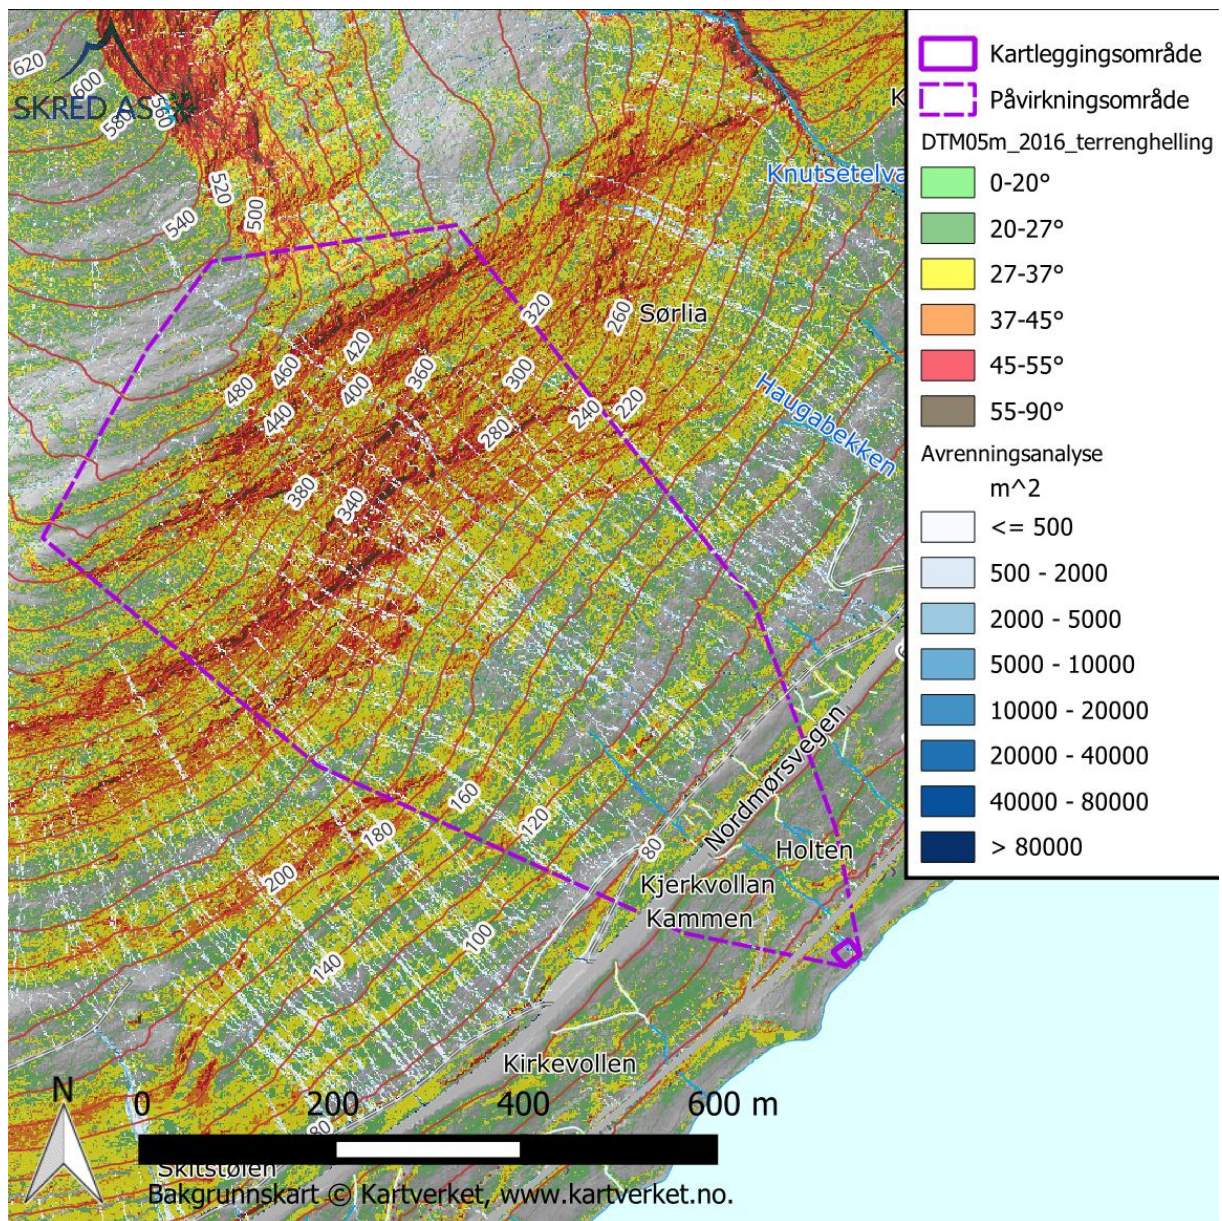 SKRED AS
620
600
580
560
540
520
500
480
460
440
420
400
380
360
340
320
300
280
260
240
220
200
180
160
140
120
100
80
80
Knutsetelva
Sørlia
Haugabekken
Nordmørsvegen
Holten
Kjerkvollan
Kammen
Kirkevollen
Skitstølen
N
0 200 400 600 m
Bakgrunnskart © Kartverket, www.kartverket.no.
Kartleggingsområde
Påvirkningsområde
DTM05m_2016_terrenghelling
0-20°
20-27°
27-37°
37-45°
45-55°
55-90°
Avrenningsanalyse
m^2
<= 500
500 - 2000
2000 - 5000
5000 - 10000
10000 - 20000
20000 - 40000
40000 - 80000
> 80000